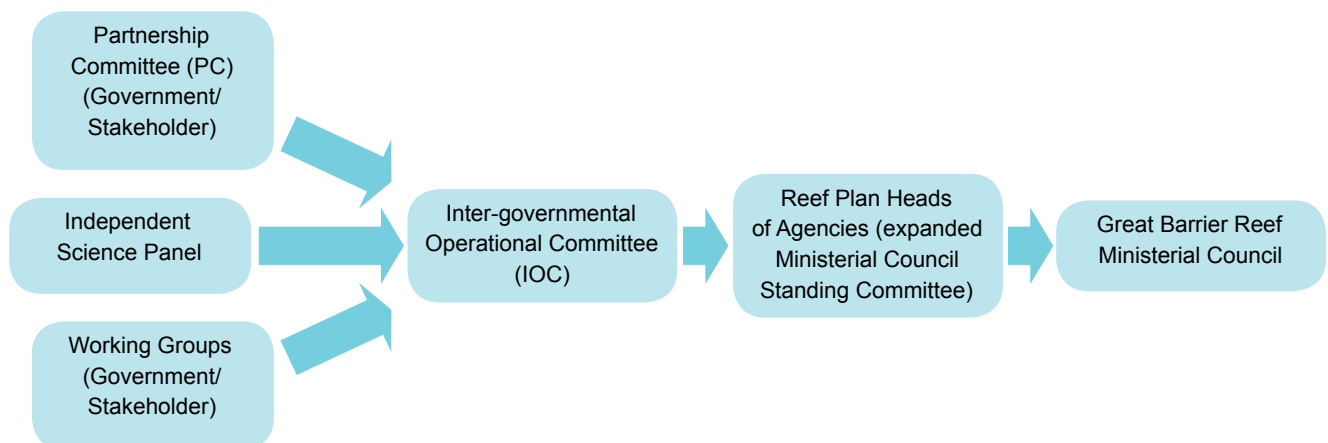 Partnership
Committee (PC)
(Government/
Stakeholder)
Independent
Science Panel
Working Groups
(Government/
Stakeholder)
Inter-governmental
Operational Committee
(IOC)
Reef Plan Heads
of Agencies (expanded
Ministerial Council
Standing Committee)
Great Barrier Reef
Ministerial Council